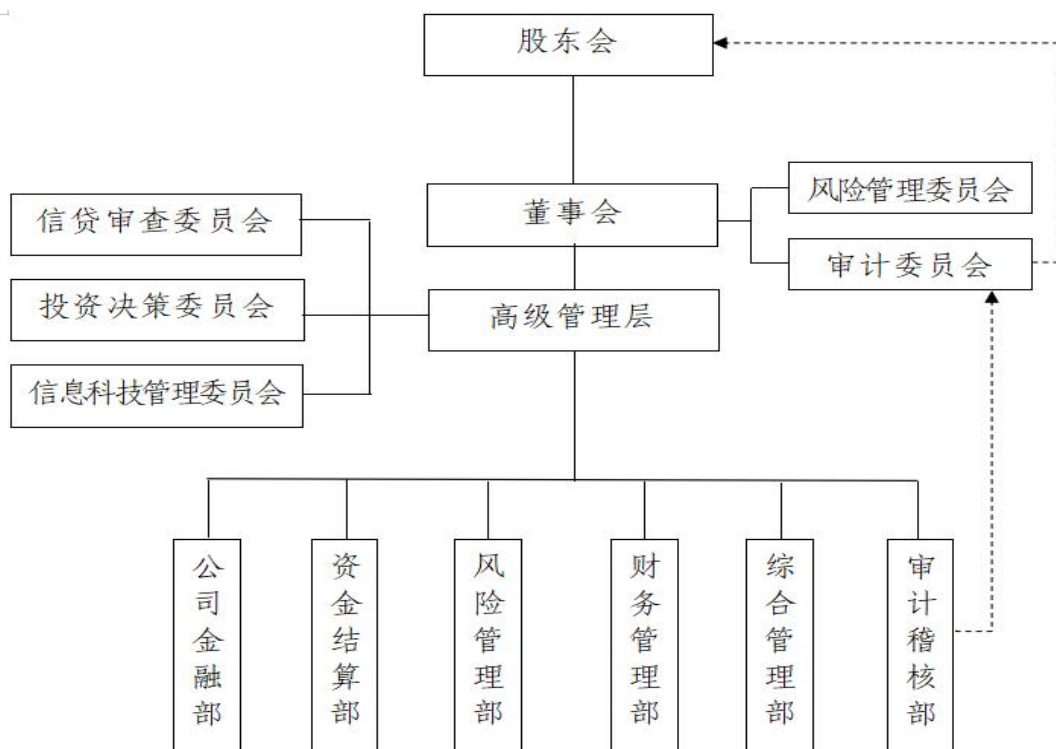 股东会
董事会
风险管理委员会
审计委员会
信贷审查委员会
投资决策委员会
信息科技管理委员会
高级管理层
公司金融部
资金结算部
风险管理部
财务管理部
综合管理部
审计稽核部